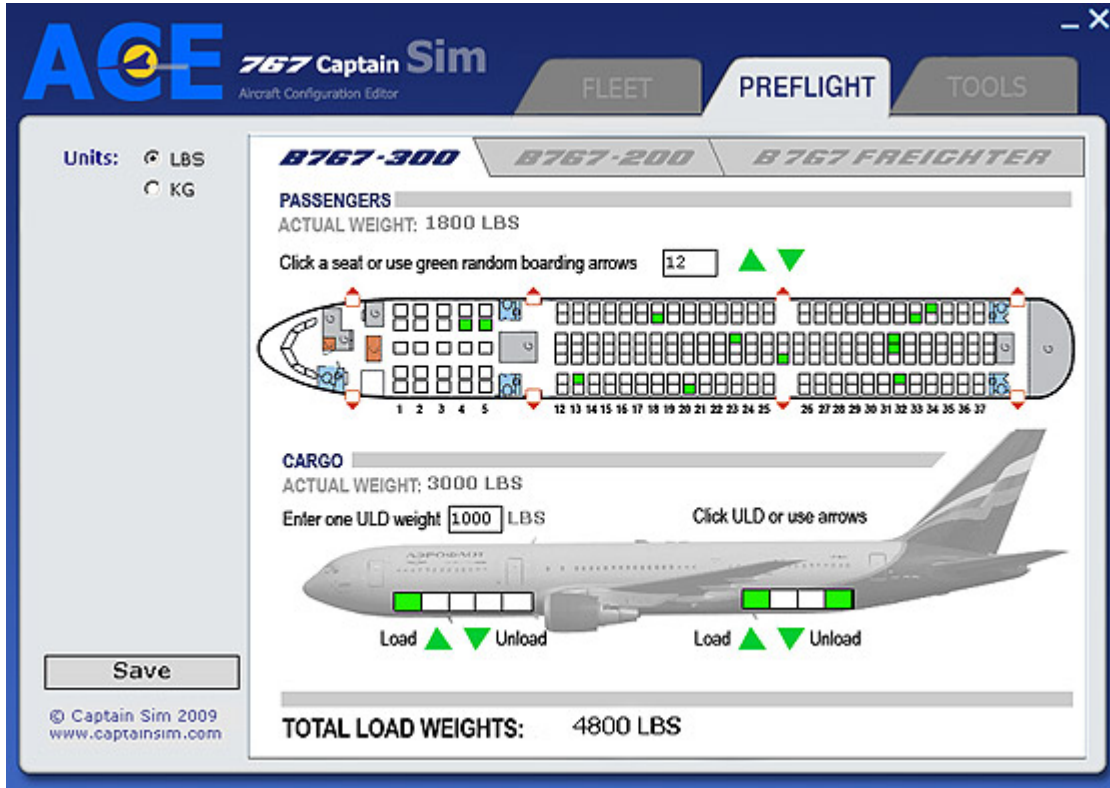 ACE 767 Captain Sim
Aircraft Configuration Editor
FLEET
PREFLIGHT
TOOLS
Units: LBS
KG
B767-300
B767-200
B767 FREIGHTER
PASSENGERS
ACTUAL WEIGHT: 1800 LBS
Click a seat or use green random boarding arrows 12
G G G G G G
1 2 3 4 5 12 13 14 15 16 17 18 19 20 21 22 23 24 25 26 27 28 29 30 31 32 33 34 35 36 37
CARGO
ACTUAL WEIGHT: 3000 LBS
Enter one ULD weight 1000 LBS
Click ULD or use arrows
АЭРОФЛОТ
Load Unload
Load Unload
Save
© Captain Sim 2009
www.captainsim.com
TOTAL LOAD WEIGHTS: 4800 LBS